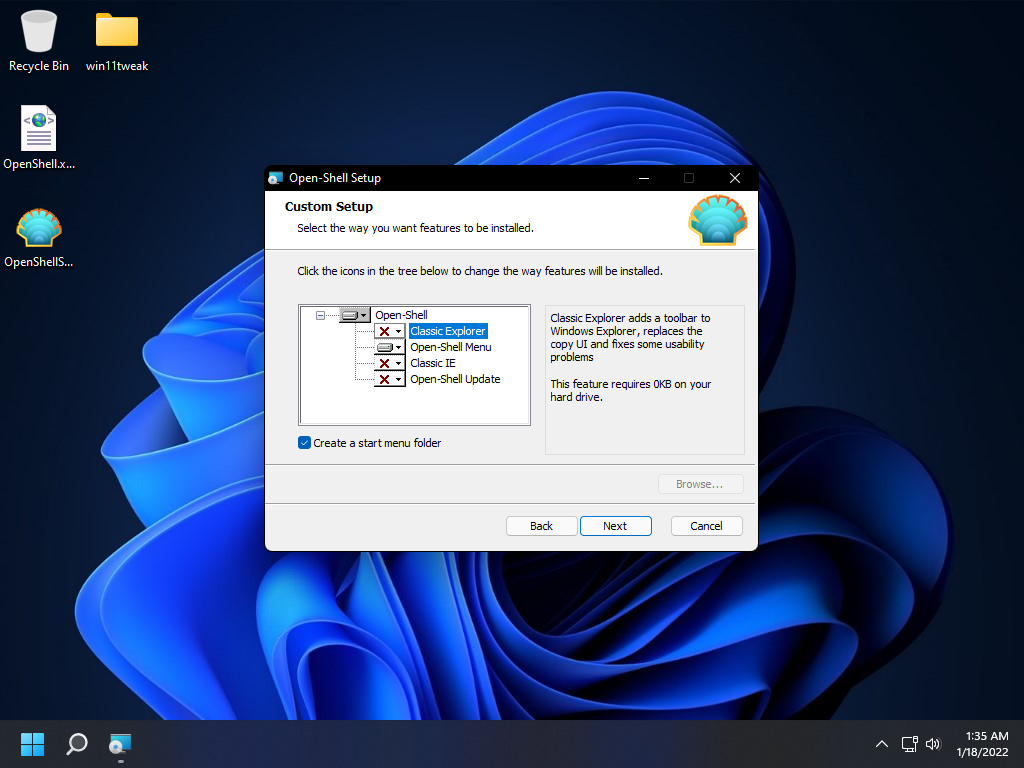 Recycle Bin
win11tweak
OpenShell.x...
OpenShellS...
Open-Shell Setup
Custom Setup
Select the way you want features to be installed.
Click the icons in the tree below to change the way features will be installed.
Open-Shell
Classic Explorer
Open-Shell Menu
Classic IE
Open-Shell Update
Classic Explorer adds a toolbar to
Windows Explorer, replaces the
copy UI and fixes some usability
problems
This feature requires 0KB on your
hard drive.
Create a start menu folder
Browse...
Back
Next
Cancel
1:35 AM
1/18/2022